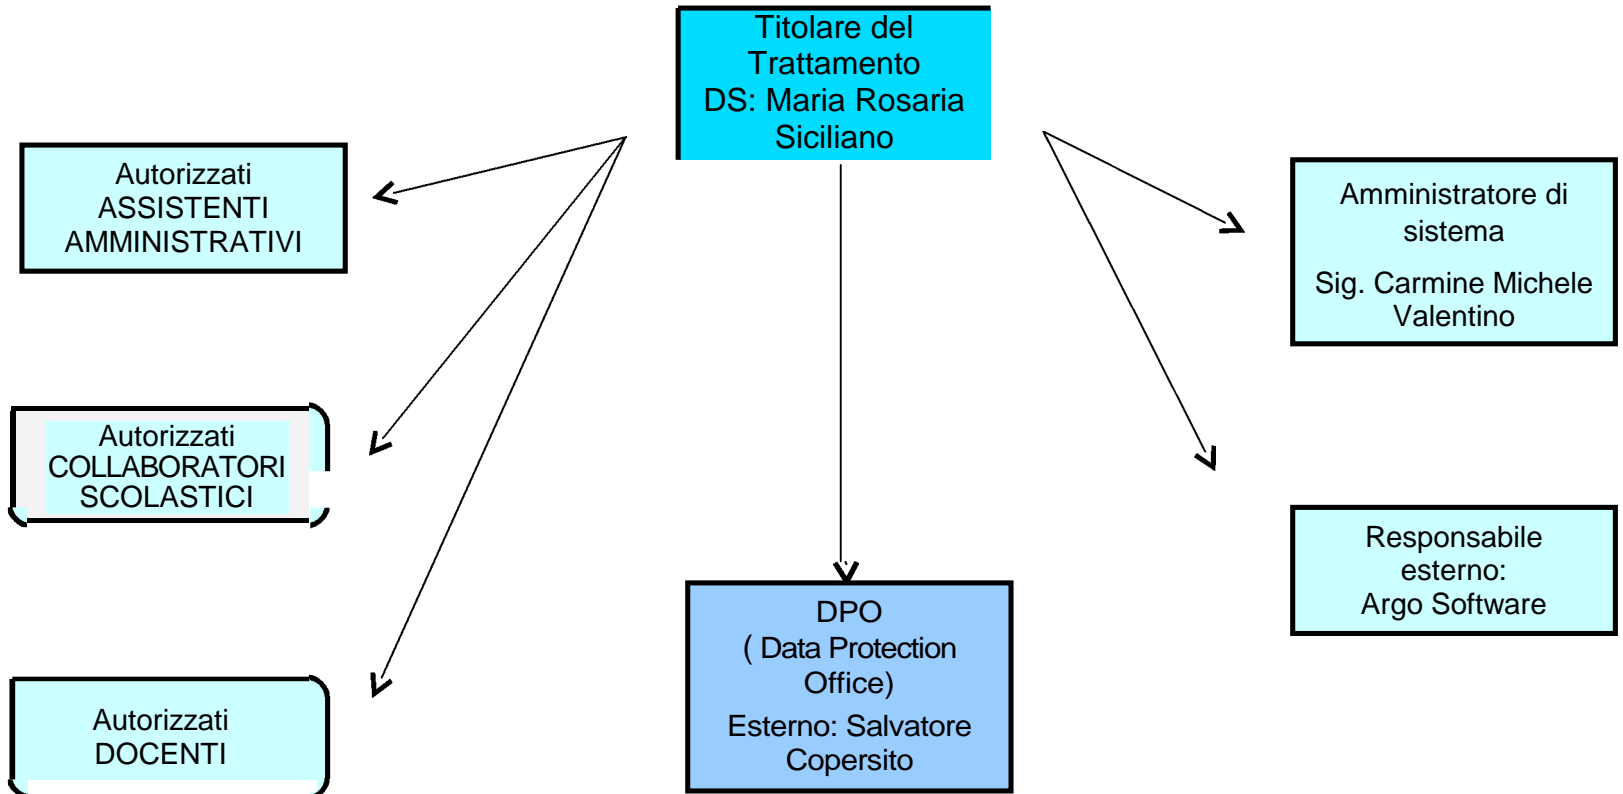 Titolare del
Trattamento
DS: Maria Rosaria
Siciliano
Autorizzati
ASSISTENTI
AMMINISTRATIVI
Amministratore di
sistema
Sig. Carmine Michele
Valentino
Autorizzati
COLLABORATORI
SCOLASTICI
Responsabile
esterno:
Argo Software
DPO
( Data Protection
Office)
Esterno: Salvatore
Copersito
Autorizzati
DOCENTI